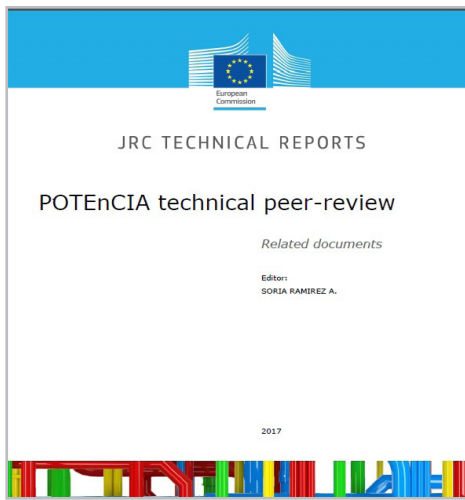 European
Commission
JRC TECHNICAL REPORTS
POTEnCIA technical peer-review
Related documents
Editor:
SORIA RAMIREZ A.
2017